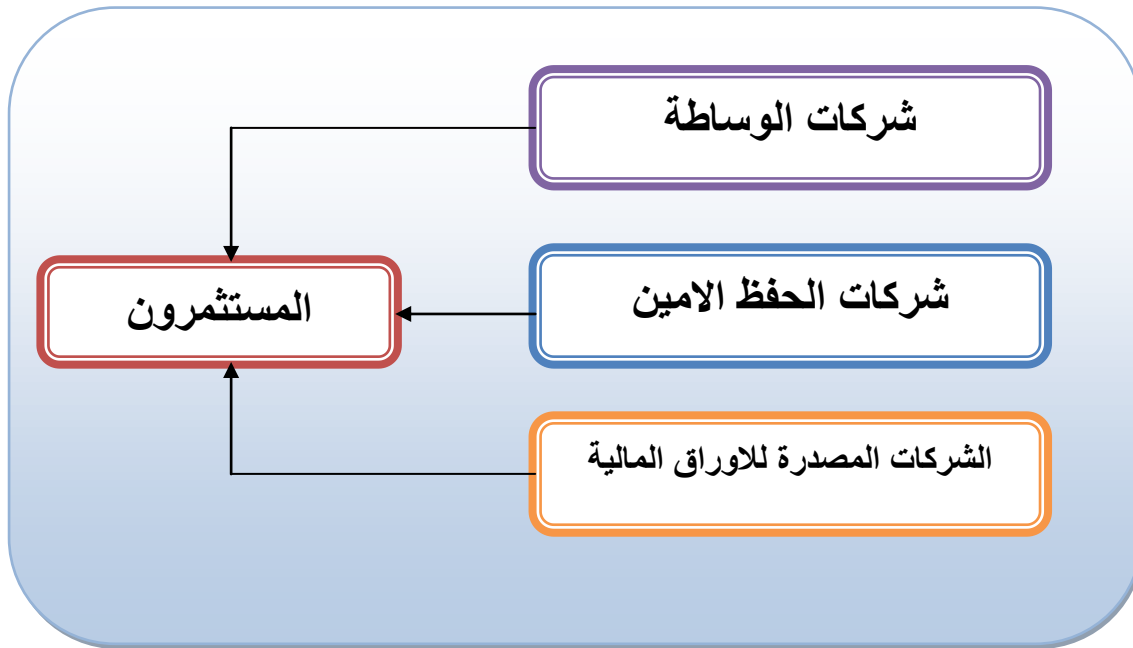 شركات الوساطة
شركات الحفظ الامين
المستثمرون
الشركات المصدرة للاوراق المالية